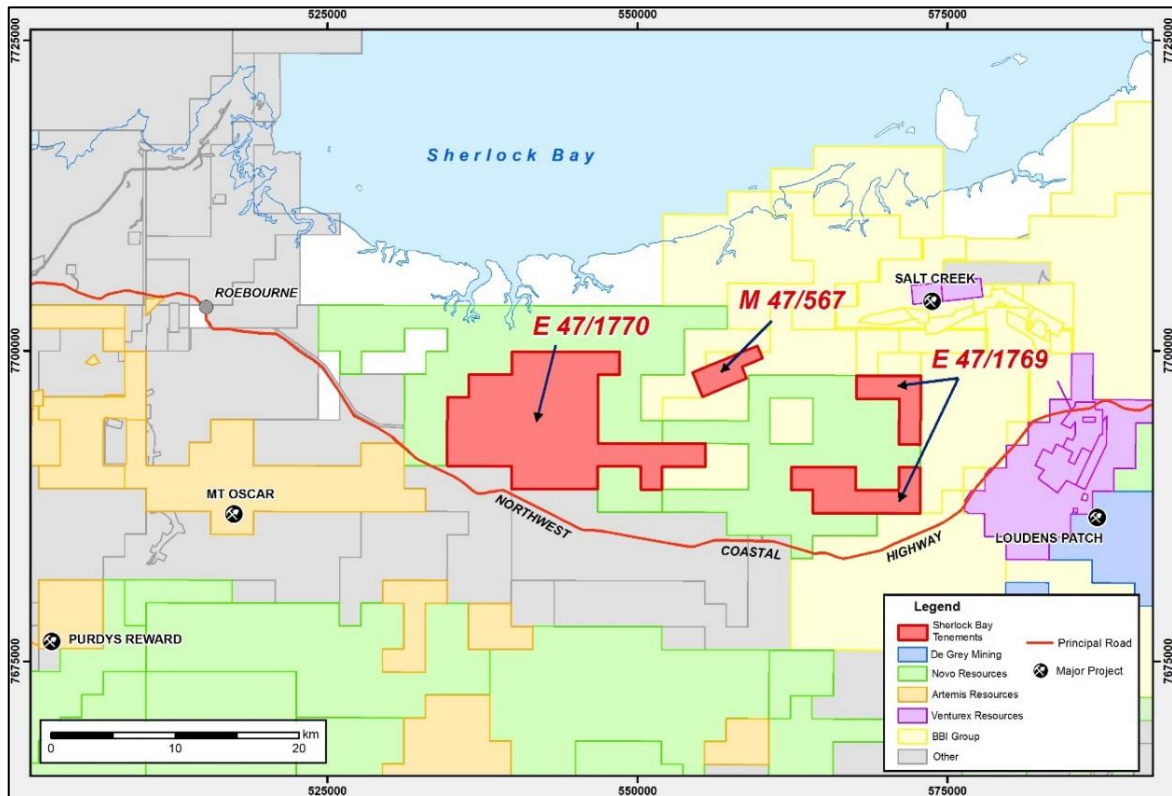 525000
550000
575000
7725000
7725000
Sherlock Bay
SALT CREEK
ROEBOURNE
M 47/567
E 47/1770
7700000
7700000
E 47/1769
MT OSCAR
NORTHWEST
COASTAL
HIGHWAY
LOUDENS PATCH
PURDYS REWARD
7675000
7675000
Legend
Sherlock Bay
Tenements
De Grey Mining
Novo Resources
Artemis Resources
Venturex Resources
BBI Group
Other
Principal Road
Major Project
km
0 10 20
525000
550000
575000